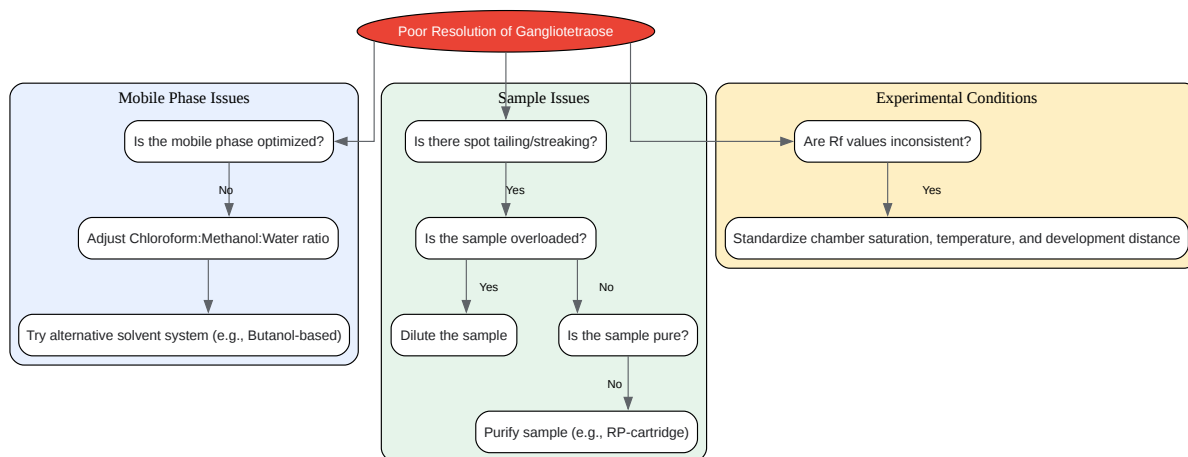 Poor Resolution of Gangliotetraose
Mobile Phase Issues
Is the mobile phase optimized?
No
Adjust Chloroform:Methanol:Water ratio
Try alternative solvent system (e.g., Butanol-based)
Sample Issues
Is there spot tailing/streaking?
Yes
Is the sample overloaded?
Yes
No
Dilute the sample
Is the sample pure?
No
Purify sample (e.g., RP-cartridge)
Experimental Conditions
Are Rf values inconsistent?
Yes
Standardize chamber saturation, temperature, and development distance